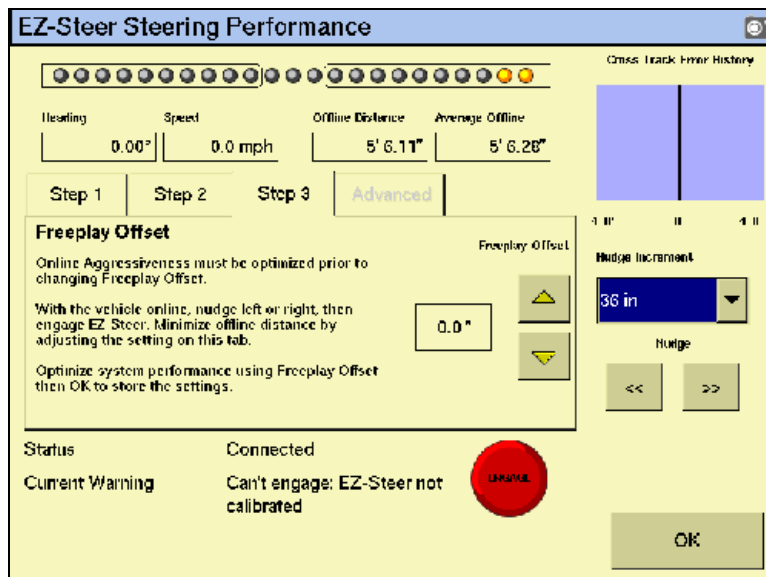 EZ-Steer Steering Performance
Cross Track Error History
Heading
Speed
Offline Distance
Average Offline
0.00°
0.0 mph
5' 6.11"
5' 6.28"
Step 1
Step 2
Step 3
Advanced
Freeplay Offset
Online Aggressiveness must be optimized prior to
changing Freeplay Offset.
With the vehicle online, nudge left or right, then
engage EZ Steer. Minimize offline distance by
adjusting the setting on this tab.
Optimize system performance using Freeplay Offset
then OK to store the settings.
Freeplay Offset
0.0"
0
Nudge Increment
36 in
Nudge
<<
>>
Status
Connected
Current Warning
Can't engage: EZ-Steer not
calibrated
ENGAGE
OK